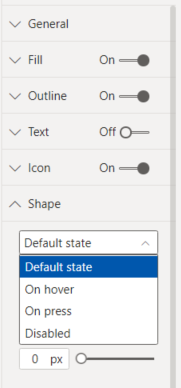 General
Fill On
Outline On
Text Off
Icon On
Shape
Default state
Default state
On hover
On press
Disabled
0 px